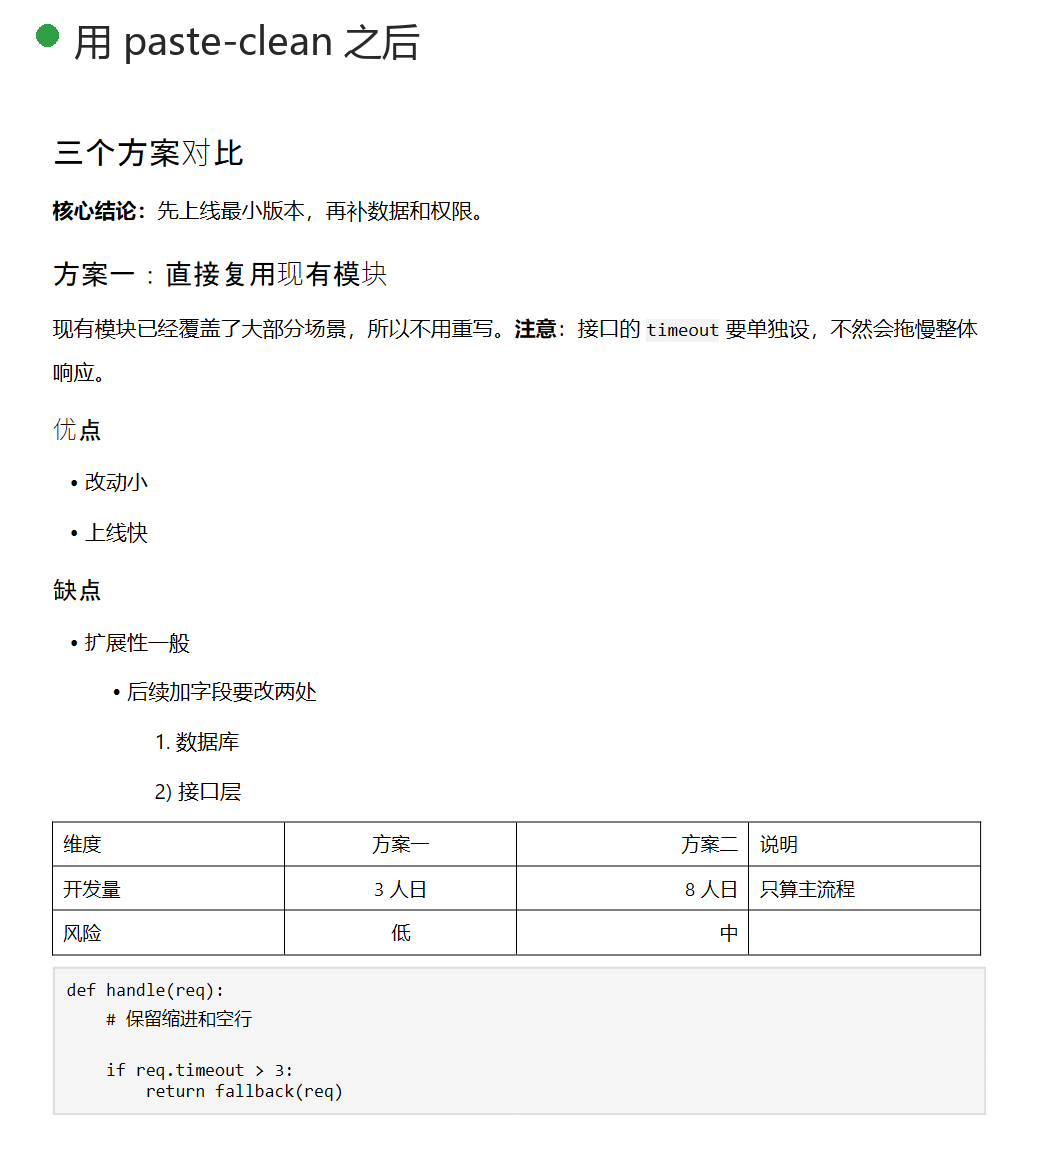 用 paste-clean 之后
三个方案对比
核心结论：先上线最小版本，再补数据和权限。
方案一：直接复用现有模块
现有模块已经覆盖了大部分场景，所以不用重写。注意：接口的 timeout 要单独设，不然会拖慢整体
响应。
优点
• 改动小
• 上线快
缺点
• 扩展性一般
• 后续加字段要改两处
1. 数据库
2) 接口层
维度 方案一 方案二 说明
开发量 3 人日 8 人日 只算主流程
风险 低 中
def handle(req):
    # 保留缩进和空行
    if req.timeout > 3:
        return fallback(req)